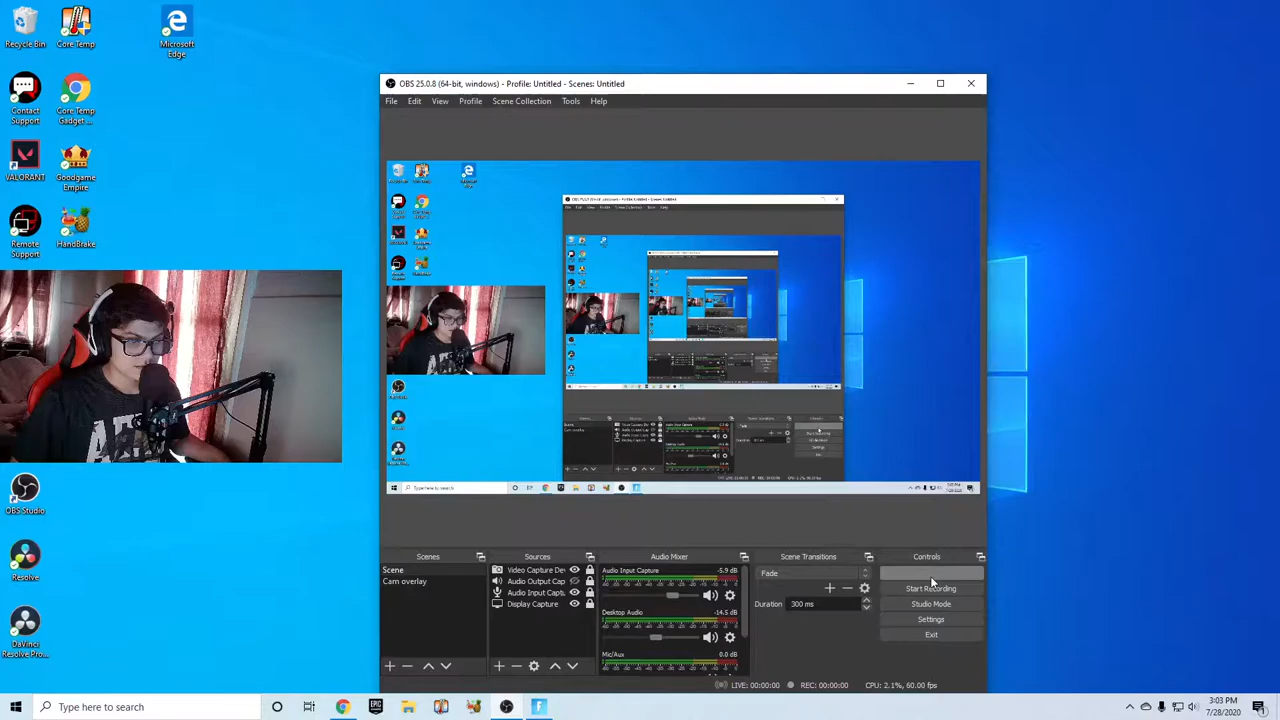 Recycle Bin
Core Temp
Microsoft
Edge
Contact
Support
Core Temp
Gadget ...
VALORANT
Goodgame
Empire
Remote
Support
HandBrake
OBS Studio
Resolve
DaVinci
Resolve Pro...
OBS 25.0.8 (64-bit, windows) - Profile: Untitled - Scenes: Untitled
File Edit View Profile Scene Collection Tools Help
Scenes
Scene
Cam overlay
Sources
Video Capture De
Audio Output Cap
Audio Input Captu
Display Capture
Audio Mixer
Audio Input Capture -5.9 dB
Desktop Audio -14.5 dB
Mic/Aux 0.0 dB
Scene Transitions
Fade
Duration 300 ms
Controls
Start Recording
Studio Mode
Settings
Exit
LIVE: 00:00:00 REC: 00:00:00 CPU: 2.1%, 60.00 fps
Type here to search
3:03 PM
7/28/2020